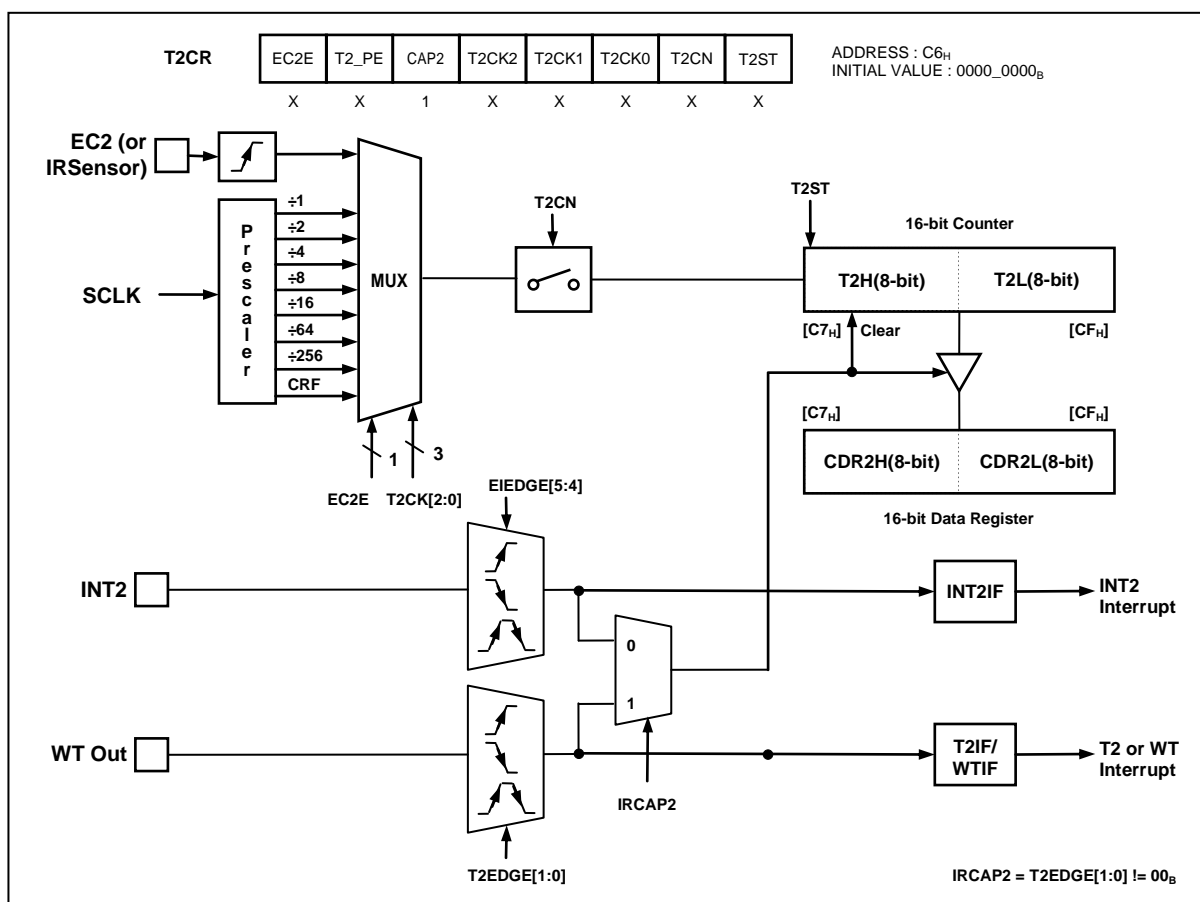 T2CR EC2E T2_PE CAP2 T2CK2 T2CK1 T2CK0 T2CN T2ST
ADDRESS : C6H
INITIAL VALUE : 0000_0000B
X X 1 X X X X X
EC2 (or
IRSensor)
SCLK
Prescaler
÷1
÷2
÷4
÷8
÷16
÷64
÷256
CRF
MUX
1
3
EC2E T2CK[2:0]
T2CN
T2ST
16-bit Counter
T2H(8-bit) T2L(8-bit)
[C7H] Clear [CFH]
[C7H] [CFH]
CDR2H(8-bit) CDR2L(8-bit)
16-bit Data Register
EIEDGE[5:4]
INT2
0
1
IRCAP2
INT2IF
INT2
Interrupt
WT Out
T2EDGE[1:0]
T2IF/
WTIF
T2 or WT
Interrupt
IRCAP2 = T2EDGE[1:0] != 00B